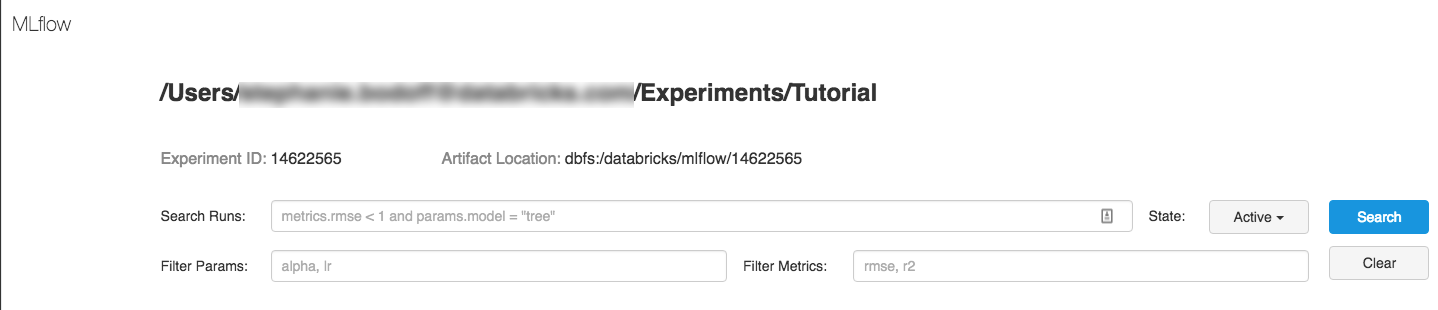 MLflow
/Users/ /Experiments/Tutorial
Experiment ID: 14622565 Artifact Location: dbfs:/databricks/mlflow/14622565
Search Runs: metrics.rmse < 1 and params.model = "tree" State: Active Search
Filter Params: alpha, lr Filter Metrics: rmse, r2 Clear